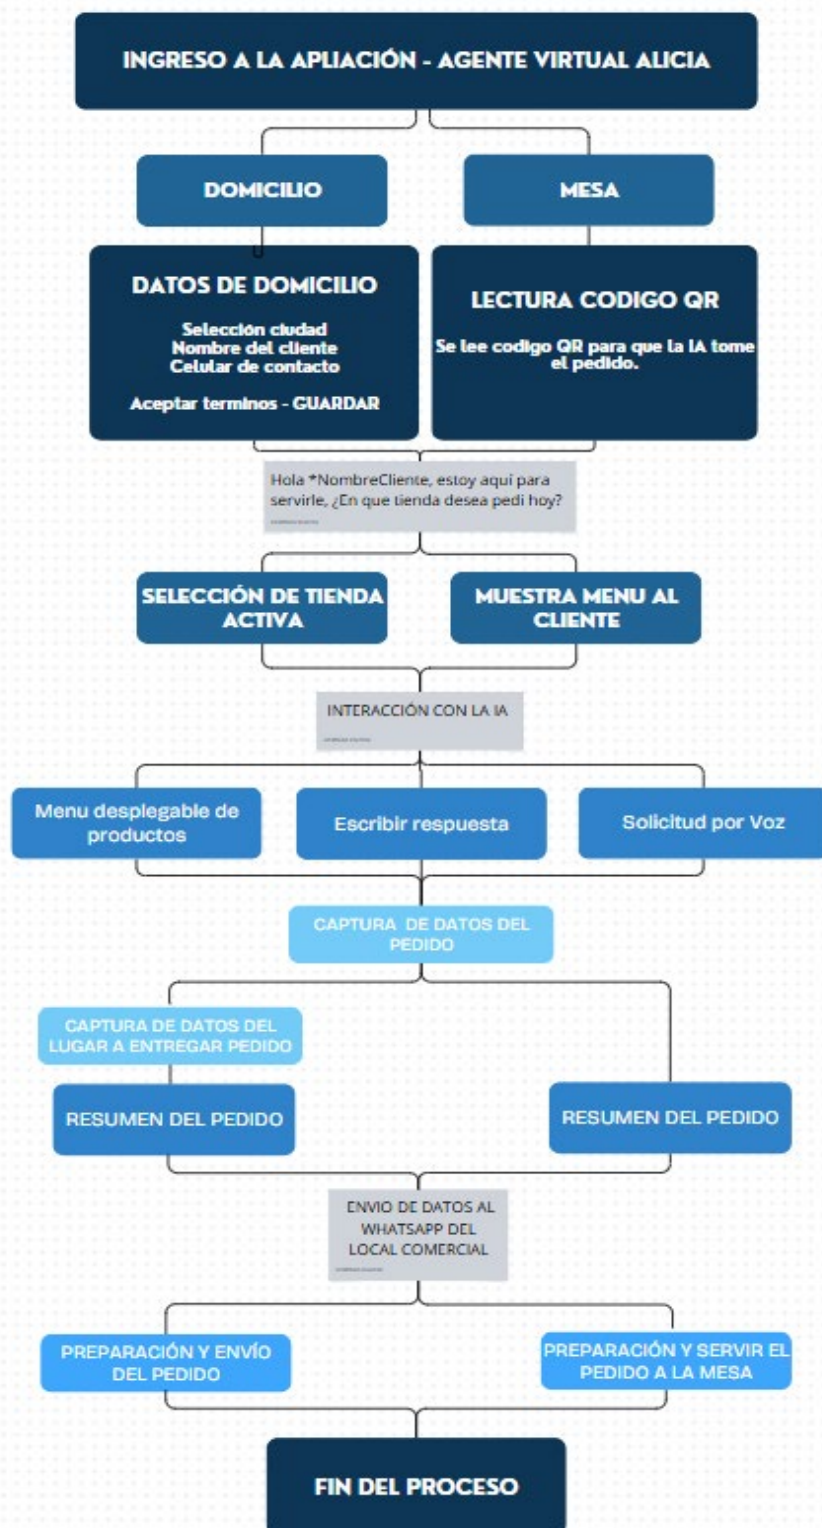 INGRESO A LA APLIACIÓN - AGENTE VIRTUAL ALICIA
DOMICILIO
MESA
DATOS DE DOMICILIO
Selección ciudad
Nombre del cliente
Celular de contacto
Aceptar terminos - GUARDAR
LECTURA CODIGO QR
Se lee codigo QR para que la IA tome
el pedido.
Hola *NombreCliente, estoy aquí para
servirle, ¿En que tienda desea pedi hoy?
SELECCIÓN DE TIENDA
ACTIVA
MUESTRA MENU AL
CLIENTE
INTERACCIÓN CON LA IA
Menu desplegable de
productos
Escribir respuesta
Solicitud por Voz
CAPTURA DE DATOS DEL
PEDIDO
CAPTURA DE DATOS DEL
LUGAR A ENTREGAR PEDIDO
RESUMEN DEL PEDIDO
RESUMEN DEL PEDIDO
ENVIO DE DATOS AL
WHATSAPP DEL
LOCAL COMERCIAL
PREPARACIÓN Y ENVÍO
DEL PEDIDO
PREPARACIÓN Y SERVIR EL
PEDIDO A LA MESA
FIN DEL PROCESO